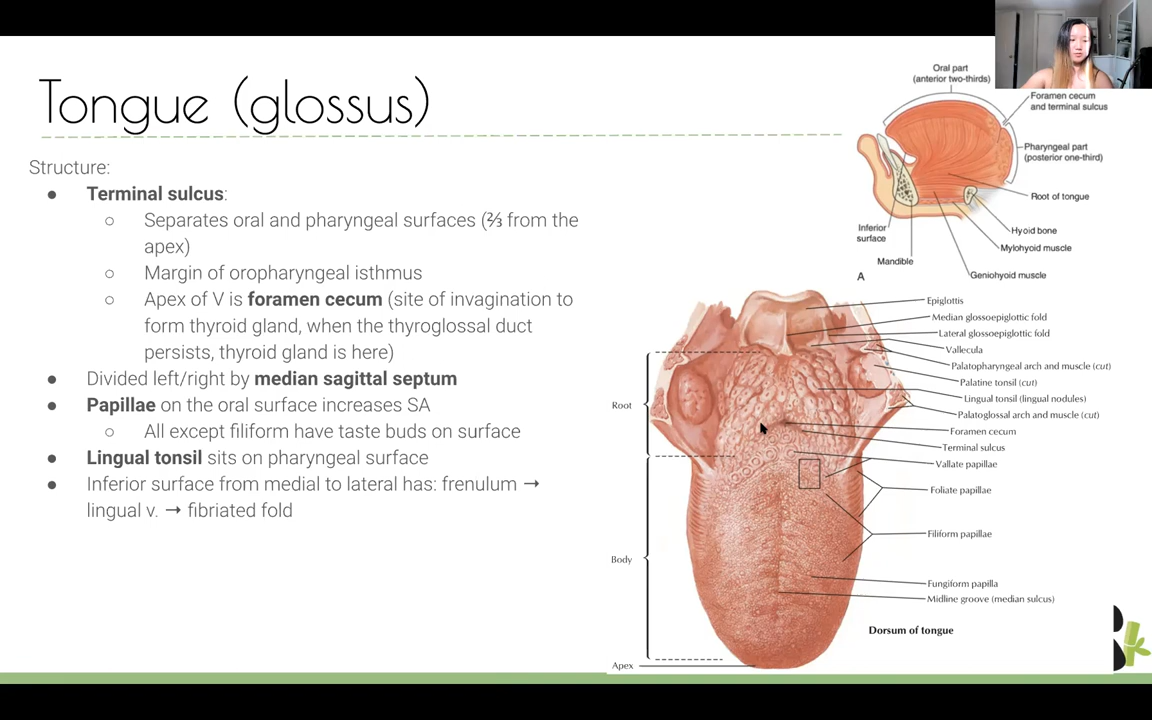 Tongue (glossus)
Structure:
● Terminal sulcus:
○ Separates oral and pharyngeal surfaces (⅔ from the
apex)
○ Margin of oropharyngeal isthmus
○ Apex of V is foramen cecum (site of invagination to
form thyroid gland, when the thyroglossal duct
persists, thyroid gland is here)
● Divided left/right by median sagittal septum
● Papillae on the oral surface increases SA
○ All except filiform have taste buds on surface
● Lingual tonsil sits on pharyngeal surface
● Inferior surface from medial to lateral has: frenulum →
lingual v. → fibriated fold
Oral part
(anterior two-thirds)
Foramen cecum
and terminal sulcus
Pharyngeal part
(posterior one-third)
Root of tongue
Hyoid bone
Mylohyoid muscle
Geniohyoid muscle
Inferior
surface
Mandible
A
Epiglottis
Median glossoepiglottic fold
Lateral glossoepiglottic fold
Vallecula
Palatopharyngeal arch and muscle (cut)
Palatine tonsil (cut)
Lingual tonsil (lingual nodules)
Palatoglossal arch and muscle (cut)
Foramen cecum
Terminal sulcus
Vallate papillae
Foliate papillae
Filiform papillae
Fungiform papilla
Midline groove (median sulcus)
Dorsum of tongue
Root
Body
Apex